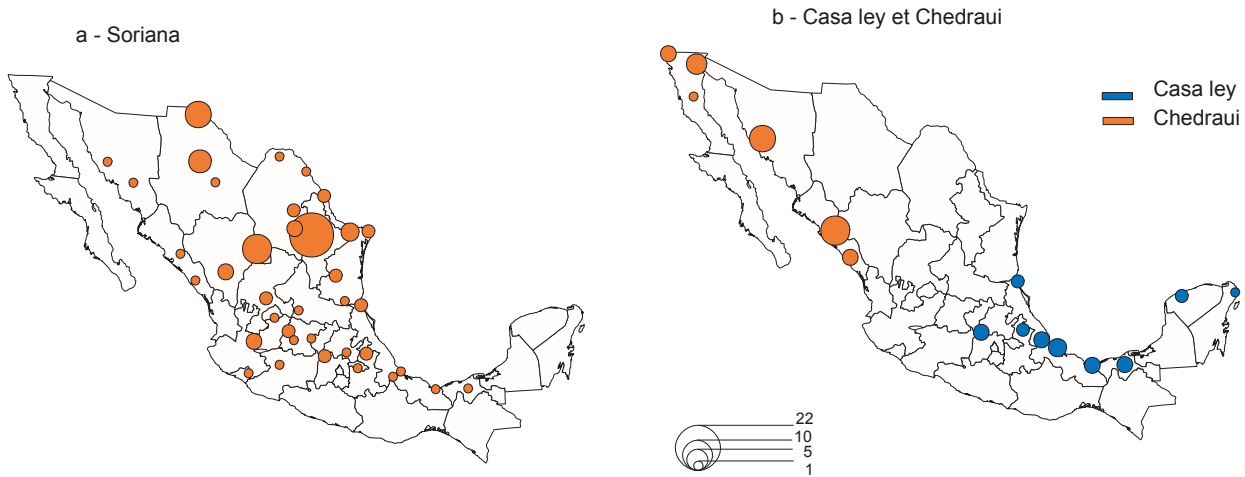 a - Soriana
b - Casa ley et Chedraui
Casa ley
Chedraui
22
10
5
1